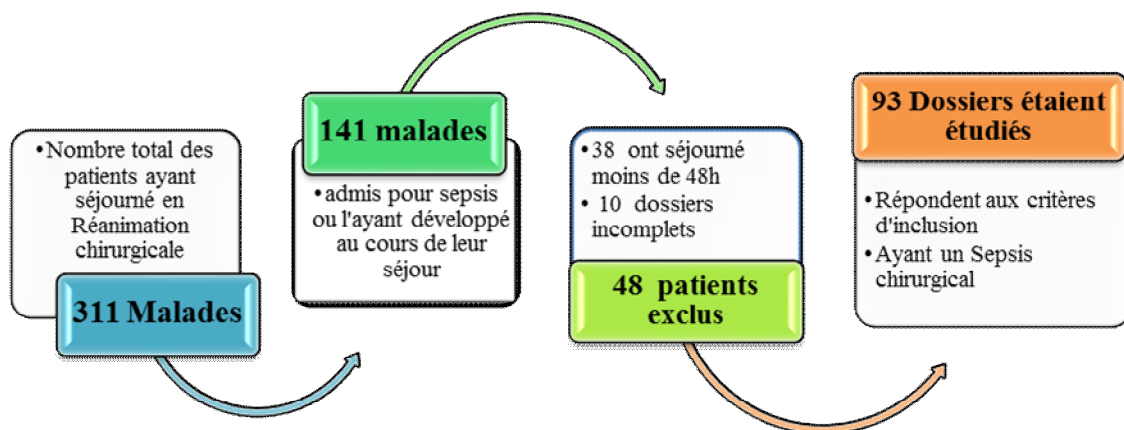 •Nombre total des
patients ayant
séjourné en
Réanimation
chirurgicale
311 Malades
141 malades
•admis pour sepsis
ou l'ayant développé
au cours de leur
séjour
•38 ont séjourné
moins de 48h
• 10 dossiers
incomplets
48 patients
exclus
93 Dossiers étaient
étudiés
•Répondent aux critères
d'inclusion
•Ayant un Sepsis
chirurgical